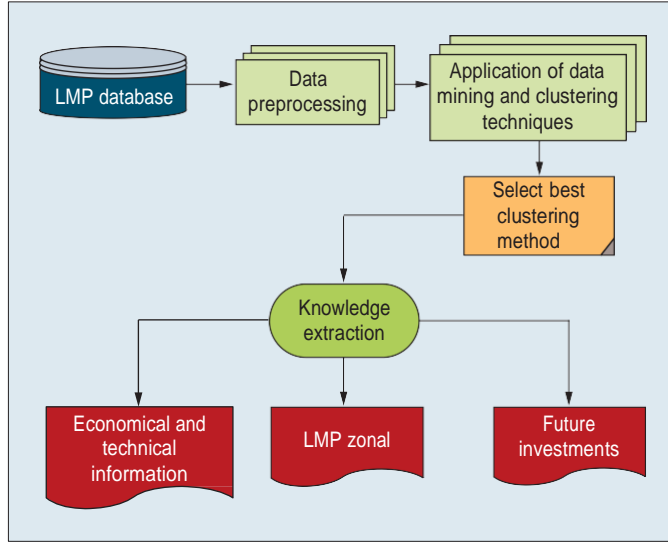 LMP database
Data
preprocessing
Application of data
mining and clustering
techniques
Select best
clustering
method
Knowledge
extraction
Economical and
technical
information
LMP zonal
Future
investments